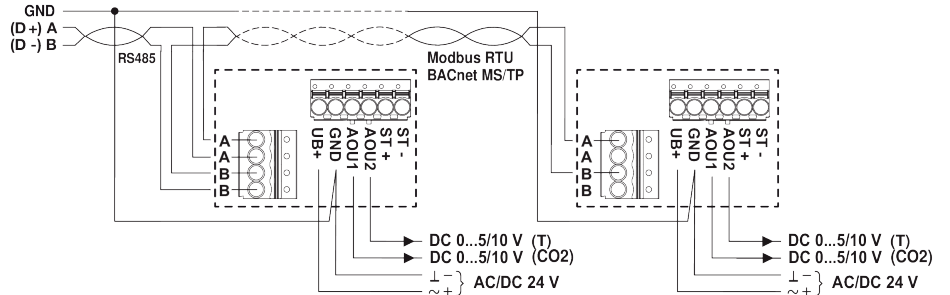 GND
(D+) A
(D-) B
RS485
Modbus RTU
BACnet MS/TP
A
A
B
B
UB+
GND
AOU1
AOU2
ST +
ST -
DC 0...5/10 V (T)
DC 0...5/10 V (CO2)
⊥ −
~ +
} AC/DC 24 V
A
A
B
B
UB+
GND
AOU1
AOU2
ST +
ST -
DC 0...5/10 V (T)
DC 0...5/10 V (CO2)
⊥ −
~ +
} AC/DC 24 V